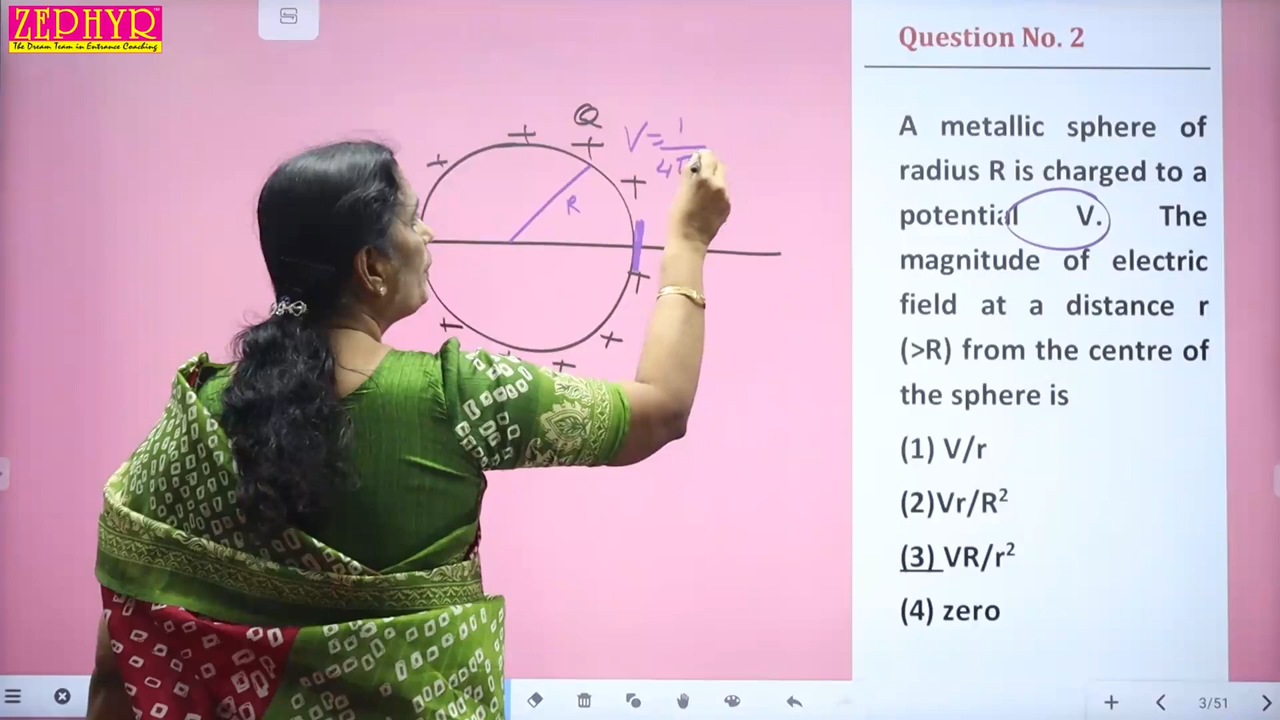 ZEPHYR
The Dream Team in Entrance Coaching
Q
V= 1
4π
R
Question No. 2
A metallic sphere of
radius R is charged to a
potential V. The
magnitude of electric
field at a distance r
(>R) from the centre of
the sphere is
(1) V/r
(2)Vr/R²
(3) VR/r²
(4) zero
3/51